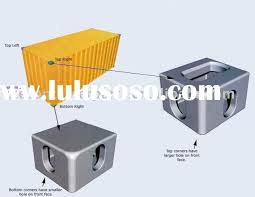 Top Left
Top Right
www.lulusoso.com
Bottom Right
Top corners have
larger hole on front
face.
Bottom corners have smaller
hole on front face.